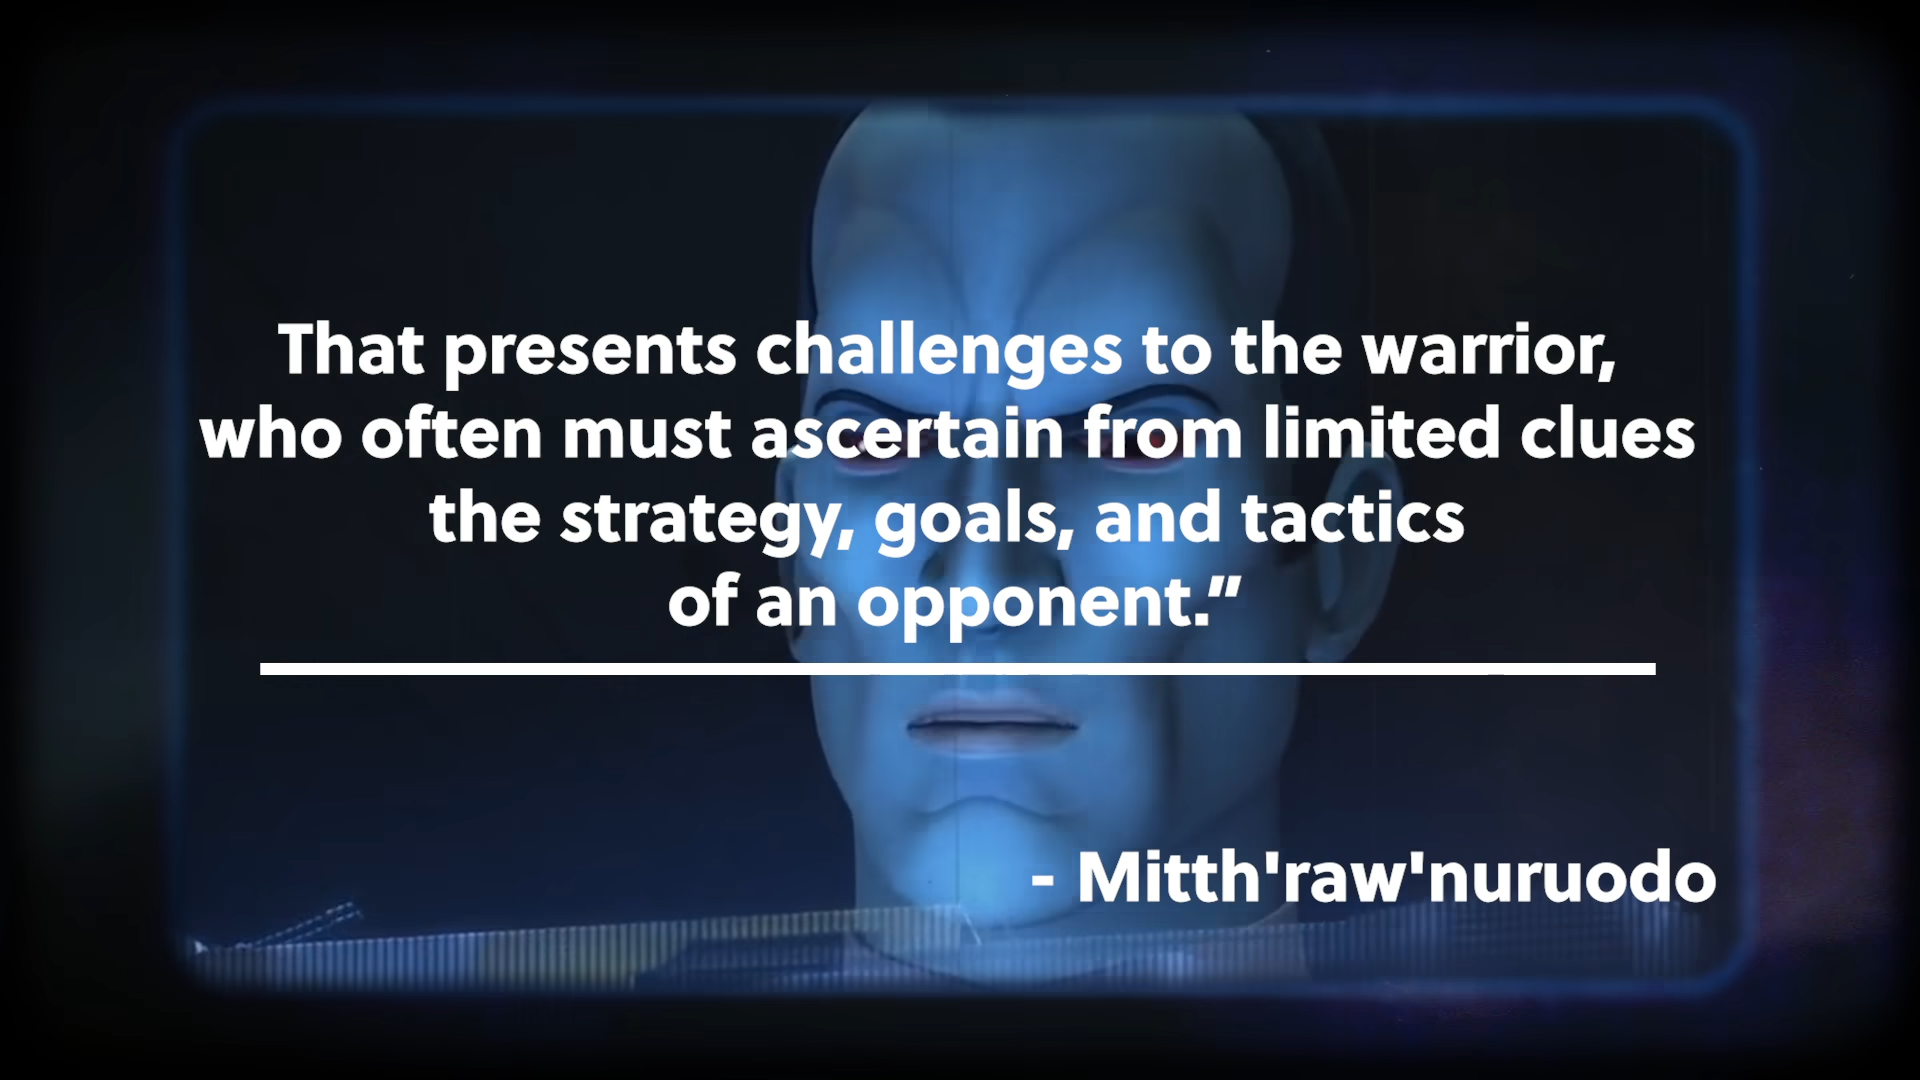 That presents challenges to the warrior,
who often must ascertain from limited clues
the strategy, goals, and tactics
of an opponent.”
- Mitth'raw'nuruodo